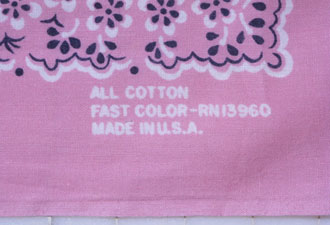 ALL COTTON
FAST COLOR-RN13960
MADE IN U.S.A.